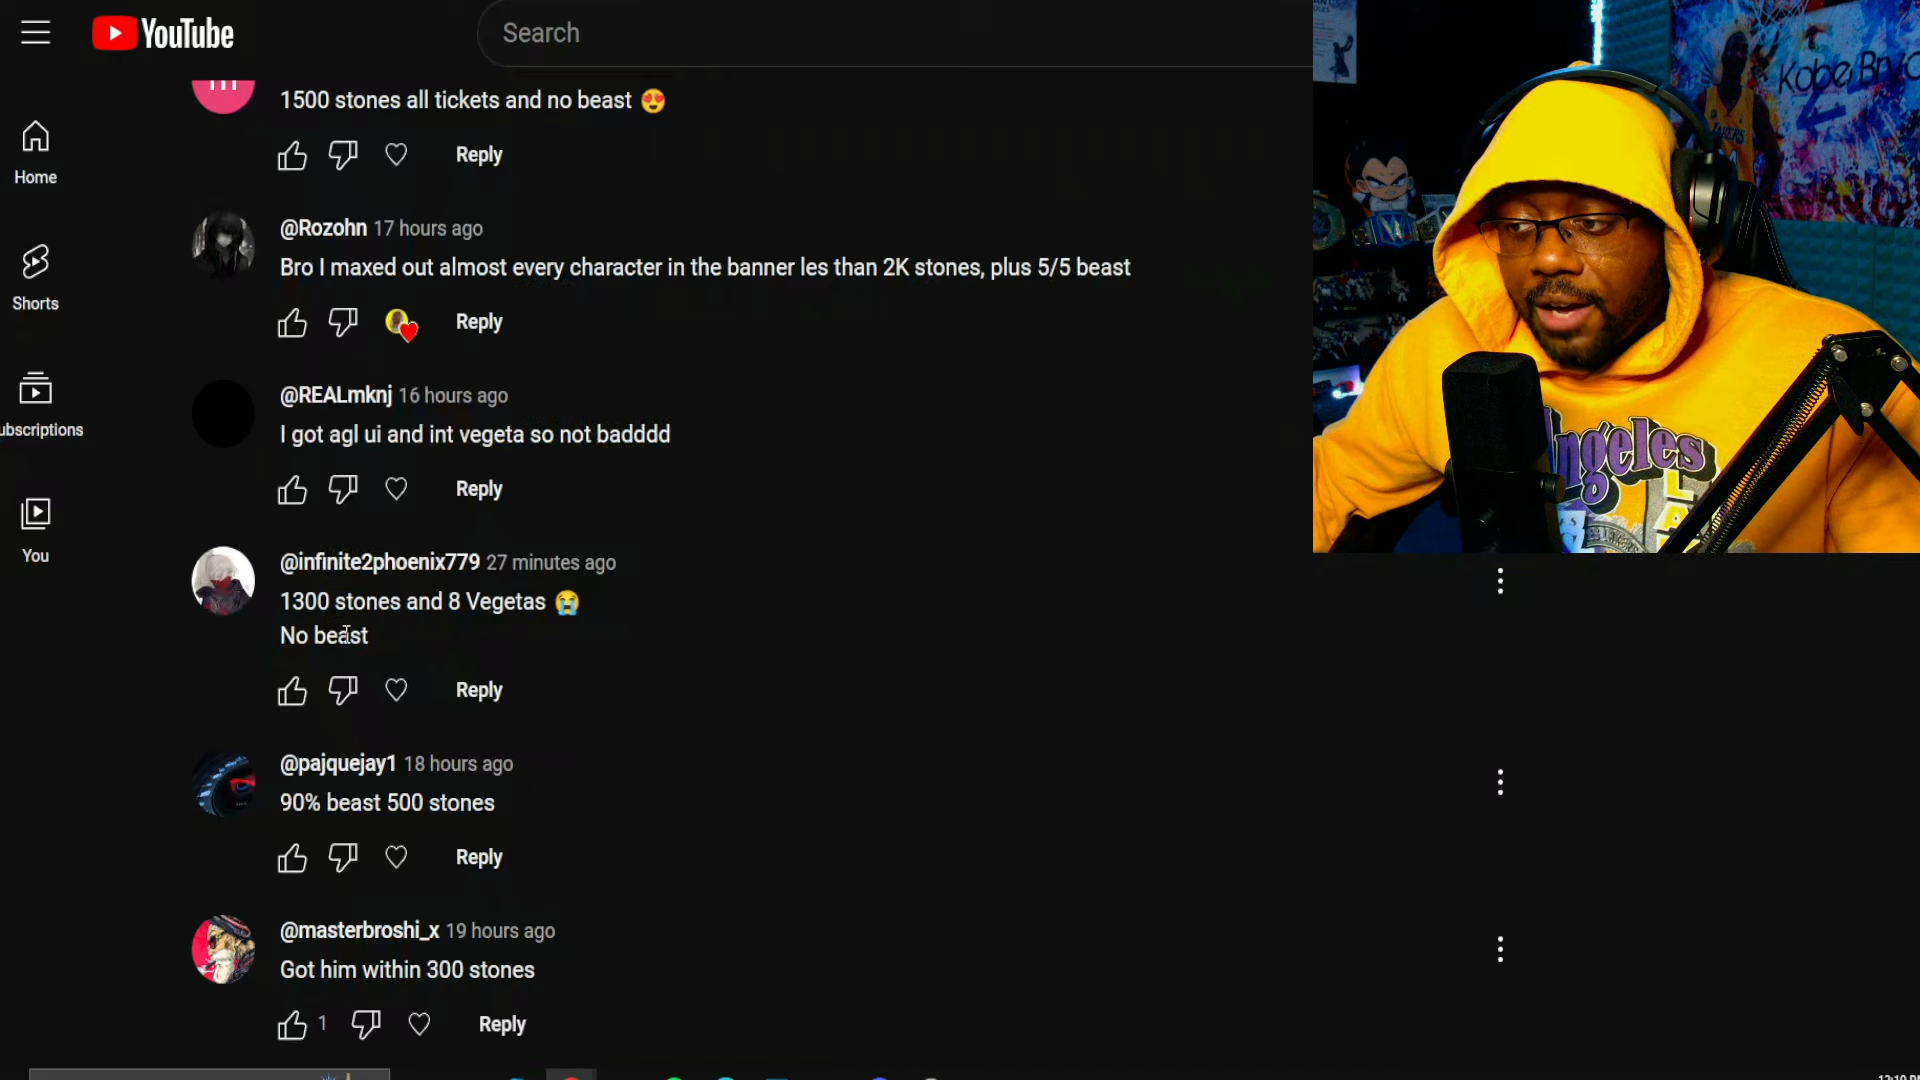 YouTube
Search
1500 stones all tickets and no beast 😍
Reply
Home
@Rozohn 17 hours ago
Bro I maxed out almost every character in the banner les than 2K stones, plus 5/5 beast
Reply
Shorts
@REALmknj 16 hours ago
I got agl ui and int vegeta so not badddd
Reply
ubscriptions
You
@infinite2phoenix779 27 minutes ago
1300 stones and 8 Vegetas 😭
No beast
Reply
@pajquejay1 18 hours ago
90% beast 500 stones
Reply
@masterbroshi_x 19 hours ago
Got him within 300 stones
1
Reply
Kobe Brya
LAKERS
Angeles